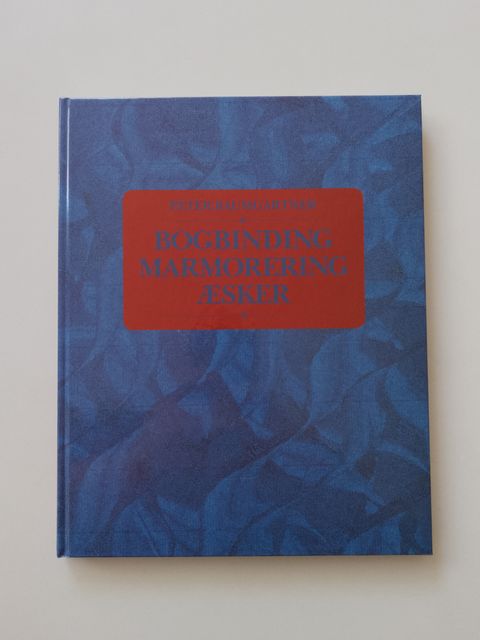 PETER BAUMGARTNER
BOGBINDING
MARMORERING
ÆSKER